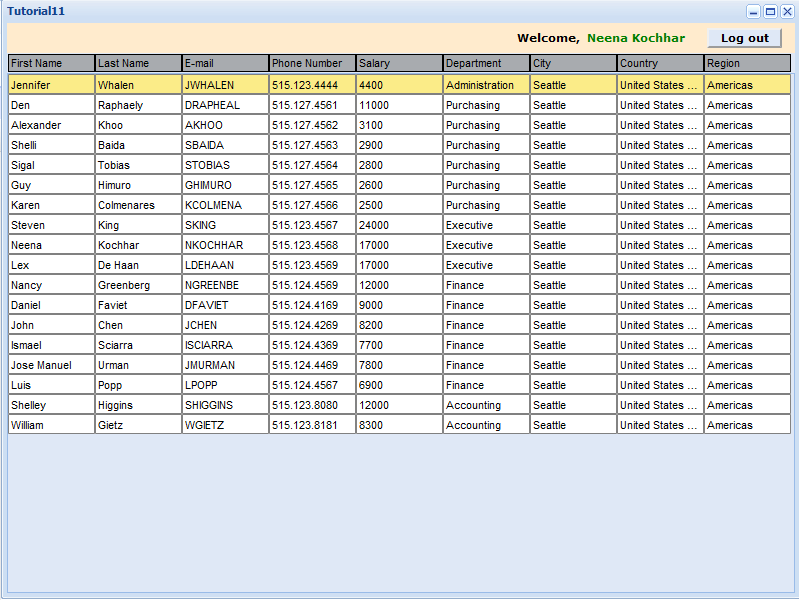 Tutorial11
Welcome, Neena Kochhar Log out
First Name Last Name E-mail Phone Number Salary Department City Country Region
Jennifer Whalen JWHALEN 515.123.4444 4400 Administration Seattle United States ... Americas
Den Raphaely DRAPHEAL 515.127.4561 11000 Purchasing Seattle United States ... Americas
Alexander Khoo AKHOO 515.127.4562 3100 Purchasing Seattle United States ... Americas
Shelli Baida SBAIDA 515.127.4563 2900 Purchasing Seattle United States ... Americas
Sigal Tobias STOBIAS 515.127.4564 2800 Purchasing Seattle United States ... Americas
Guy Himuro GHIMURO 515.127.4565 2600 Purchasing Seattle United States ... Americas
Karen Colmenares KCOLMENA 515.127.4566 2500 Purchasing Seattle United States ... Americas
Steven King SKING 515.123.4567 24000 Executive Seattle United States ... Americas
Neena Kochhar NKOCHHAR 515.123.4568 17000 Executive Seattle United States ... Americas
Lex De Haan LDEHAAN 515.123.4569 17000 Executive Seattle United States ... Americas
Nancy Greenberg NGREENBE 515.124.4569 12000 Finance Seattle United States ... Americas
Daniel Faviet DFAVIET 515.124.4169 9000 Finance Seattle United States ... Americas
John Chen JCHEN 515.124.4269 8200 Finance Seattle United States ... Americas
Ismael Sciarra ISCIARRA 515.124.4369 7700 Finance Seattle United States ... Americas
Jose Manuel Urman JMURMAN 515.124.4469 7800 Finance Seattle United States ... Americas
Luis Popp LPOPP 515.124.4567 6900 Finance Seattle United States ... Americas
Shelley Higgins SHIGGINS 515.123.8080 12000 Accounting Seattle United States ... Americas
William Gietz WGIETZ 515.123.8181 8300 Accounting Seattle United States ... Americas